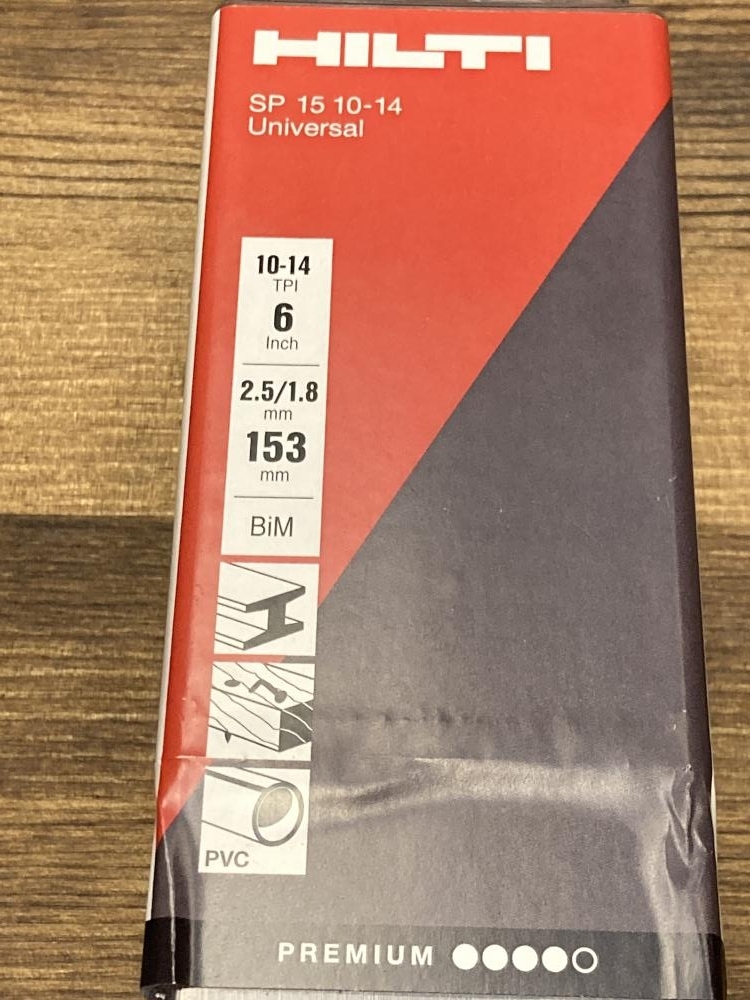 HILTI
SP 15 10-14
Universal
10-14
TPI
6
Inch
2.5/1.8
mm
153
mm
BiM
PVC
PREMIUM